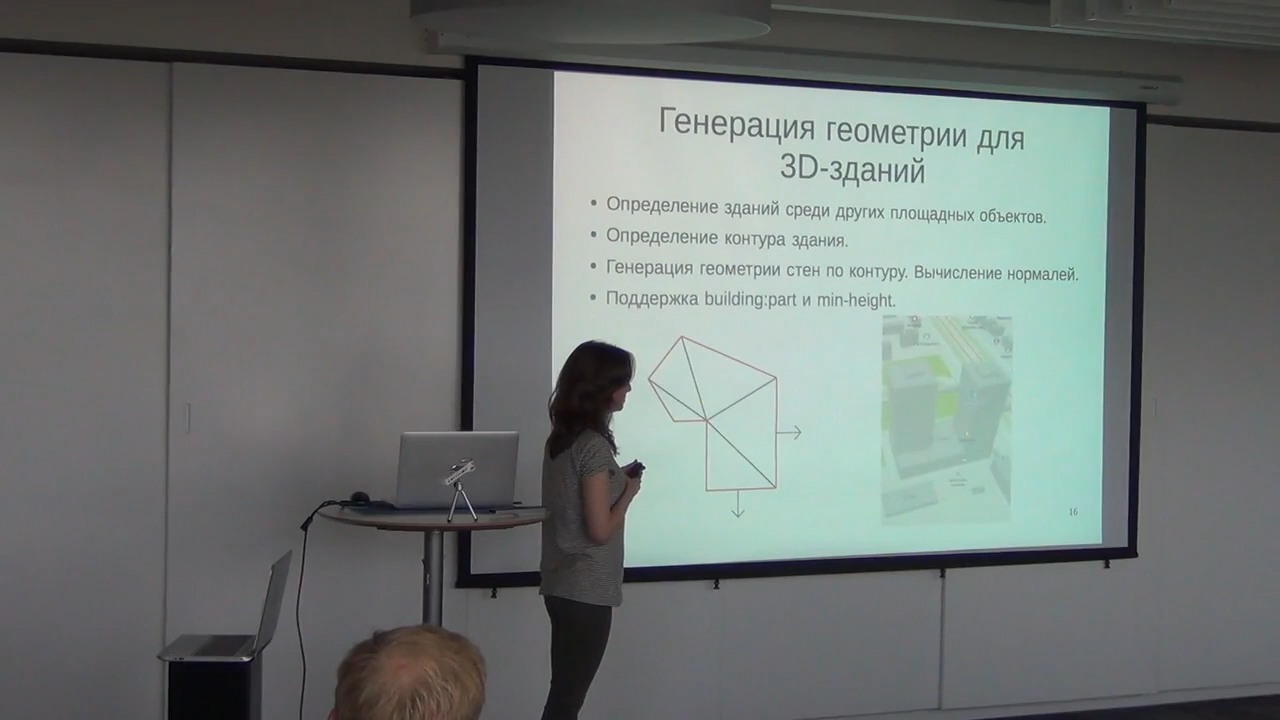 Генерация геометрии для
3D-зданий
• Определение зданий среди других площадных объектов.
• Определение контура здания.
• Генерация геометрии стен по контуру. Вычисление нормалей.
• Поддержка building:part и min-height.
16